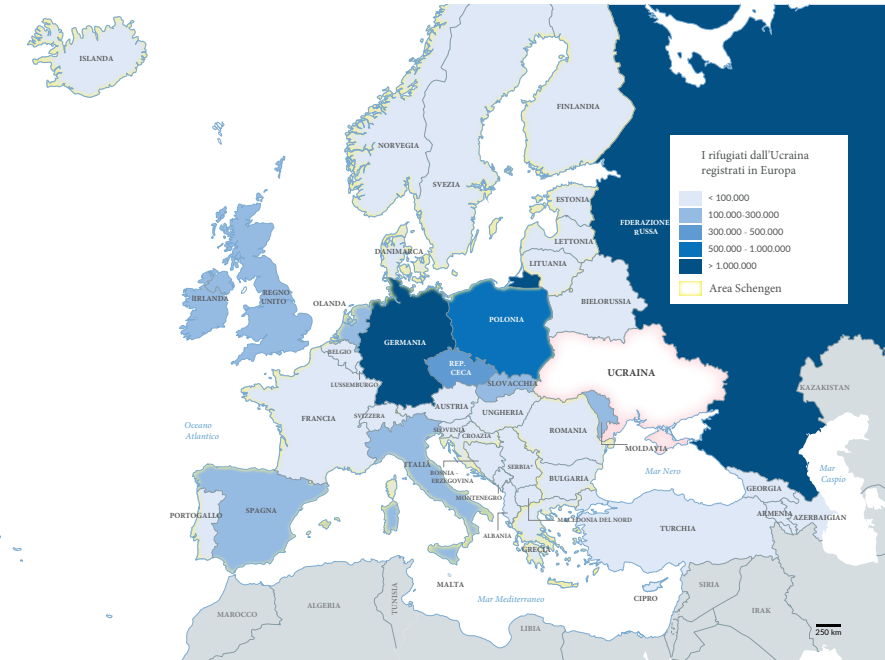 ISLANDA
FINLANDIA
NORVEGIA
SVEZIA
I rifugiati dall'Ucraina
registrati in Europa
< 100.000
100.000-300.000
300.000 - 500.000
500.000 - 1.000.000
> 1.000.000
Area Schengen
ESTONIA
FDERAZIONE
RUSSA
LETTONIA
DANIMARCA
LITUANIA
IRLANDA
REGNO
UNITO
OLANDA
BIELORUSSIA
POLONIA
GERMANIA
BELGIO
REP.
CECA
UCRAINA
LUSSEMBURGO
SLOVACCHIA
KAZAKISTAN
AUSTRIA
UNGHERIA
FRANCIA
SVIZZERA
SLOVENIA
CROAZIA
ROMANIA
Oceano
Atlantico
MOLDAVIA
ITALIA
BOSNIA -
ERZEGOVINA
SERBIA
Mar Nero
Mar
Caspio
BULGARIA
GEORGIA
MONTENEGRO
PORTOGALLO
SPAGNA
MACEDONIA DEL NORD
ARMENIA
AZERBAIGIAN
TURCHIA
ALBANIA
GRECIA
MALTA
CIPRO
SIRIA
Mar Mediterraneo
TUNISIA
ALGERIA
MAROCCO
IRAK
LIBIA
250 km